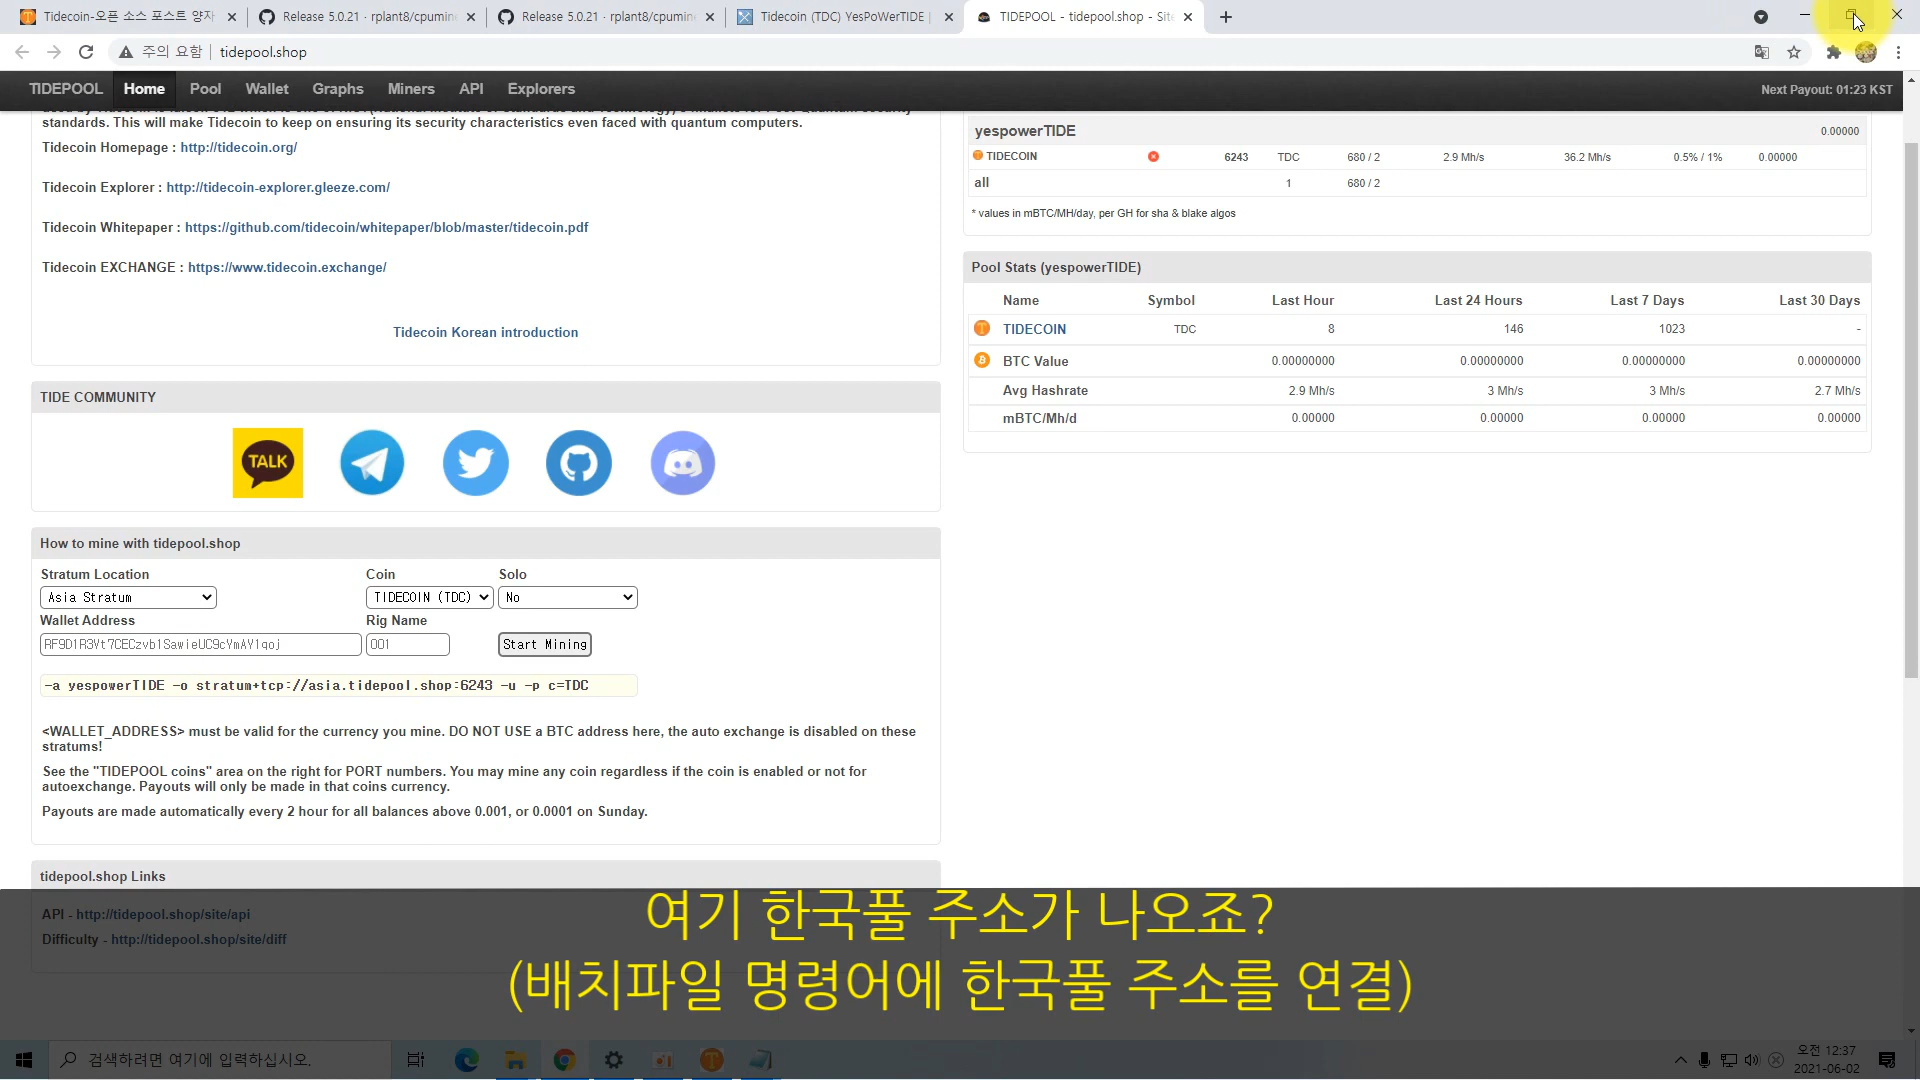 Tidecoin-오픈 소스 포스트 양자
Release 5.0.21 · rplant8/cpumine
Release 5.0.21 · rplant8/cpumine
Tidecoin (TDC) YesPoWerTIDE |
TIDEPOOL - tidepool.shop - Site
주의 요함 | tidepool.shop
TIDEPOOL Home Pool Wallet Graphs Miners API Explorers Next Payout: 01:23 KST
standards. This will make Tidecoin to keep on ensuring its security characteristics even faced with quantum computers.
Tidecoin Homepage : http://tidecoin.org/
Tidecoin Explorer : http://tidecoin-explorer.gleeze.com/
Tidecoin Whitepaper : https://github.com/tidecoin/whitepaper/blob/master/tidecoin.pdf
Tidecoin EXCHANGE : https://www.tidecoin.exchange/
Tidecoin Korean introduction
TIDE COMMUNITY
TALK
How to mine with tidepool.shop
Stratum Location Coin Solo
Asia Stratum TIDECOIN (TDC) No
Wallet Address Rig Name
RF9D1R3Vt7CECzvb1SawieUC9cYmAY1qoj 001 Start Mining
-a yespowerTIDE -o stratum+tcp://asia.tidepool.shop:6243 -u -p c=TDC
<WALLET_ADDRESS> must be valid for the currency you mine. DO NOT USE a BTC address here, the auto exchange is disabled on these
stratums!
See the "TIDEPOOL coins" area on the right for PORT numbers. You may mine any coin regardless if the coin is enabled or not for
autoexchange. Payouts will only be made in that coins currency.
Payouts are made automatically every 2 hour for all balances above 0.001, or 0.0001 on Sunday.
tidepool.shop Links
API - http://tidepool.shop/site/api
Difficulty - http://tidepool.shop/site/diff
yespowerTIDE 0.00000
TIDECOIN 6243 TDC 680 / 2 2.9 Mh/s 36.2 Mh/s 0.5% / 1% 0.00000
all 1 680 / 2
* values in mBTC/MH/day, per GH for sha & blake algos
Pool Stats (yespowerTIDE)
Name Symbol Last Hour Last 24 Hours Last 7 Days Last 30 Days
TIDECOIN TDC 8 146 1023 -
BTC Value 0.00000000 0.00000000 0.00000000 0.00000000
Avg Hashrate 2.9 Mh/s 3 Mh/s 3 Mh/s 2.7 Mh/s
mBTC/Mh/d 0.00000 0.00000 0.00000 0.00000
여기 한국풀 주소가 나오죠?
(배치파일 명령어에 한국풀 주소를 연결)
검색하려면 여기에 입력하십시오.
오전 12:37
2021-06-02